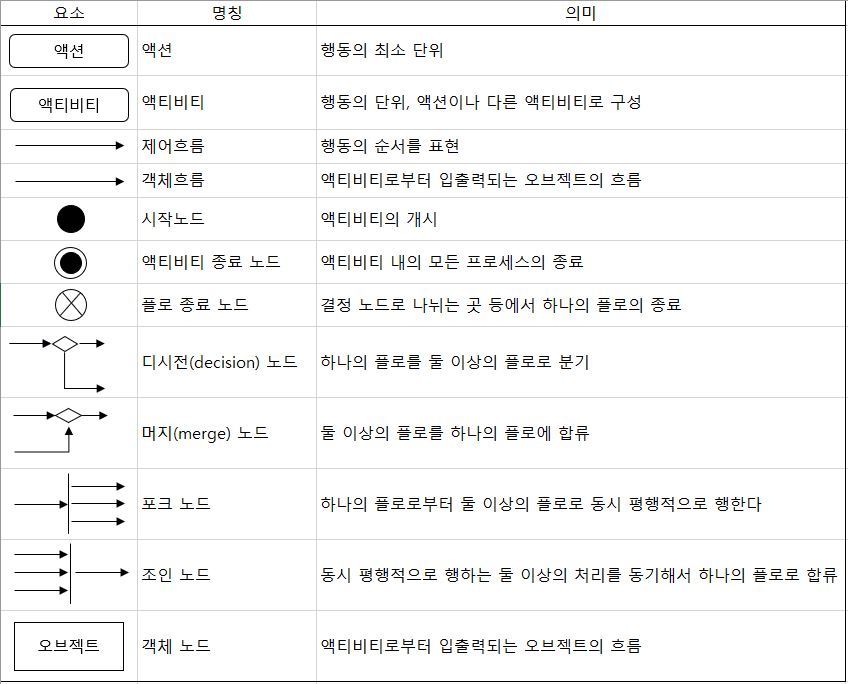 요소 명칭 의미
액션 액션 행동의 최소 단위
액티비티 액티비티 행동의 단위, 액션이나 다른 액티비티로 구성
제어흐름 행동의 순서를 표현
객체흐름 액티비티로부터 입출력되는 오브젝트의 흐름
시작노드 액티비티의 개시
액티비티 종료 노드 액티비티 내의 모든 프로세스의 종료
플로 종료 노드 결정 노드로 나뉘는 곳 등에서 하나의 플로의 종료
디시전(decision) 노드 하나의 플로를 둘 이상의 플로로 분기
머지(merge) 노드 둘 이상의 플로를 하나의 플로에 합류
포크 노드 하나의 플로로부터 둘 이상의 플로로 동시 평행적으로 행한다
조인 노드 동시 평행적으로 행하는 둘 이상의 처리를 동기해서 하나의 플로로 합류
오브젝트 객체 노드 액티비티로부터 입출력되는 오브젝트의 흐름